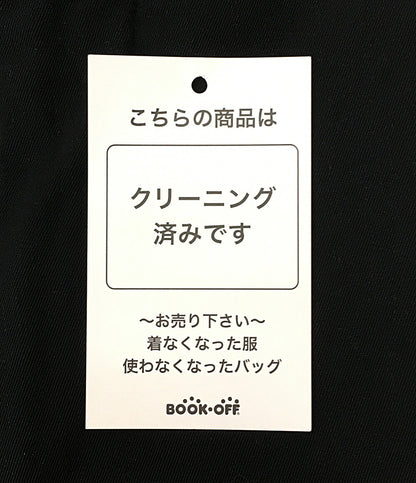 こちらの商品は
クリーニング
済みです
〜お売り下さい〜
着なくなった服
使わなくなったバッグ
BOOK・OFF